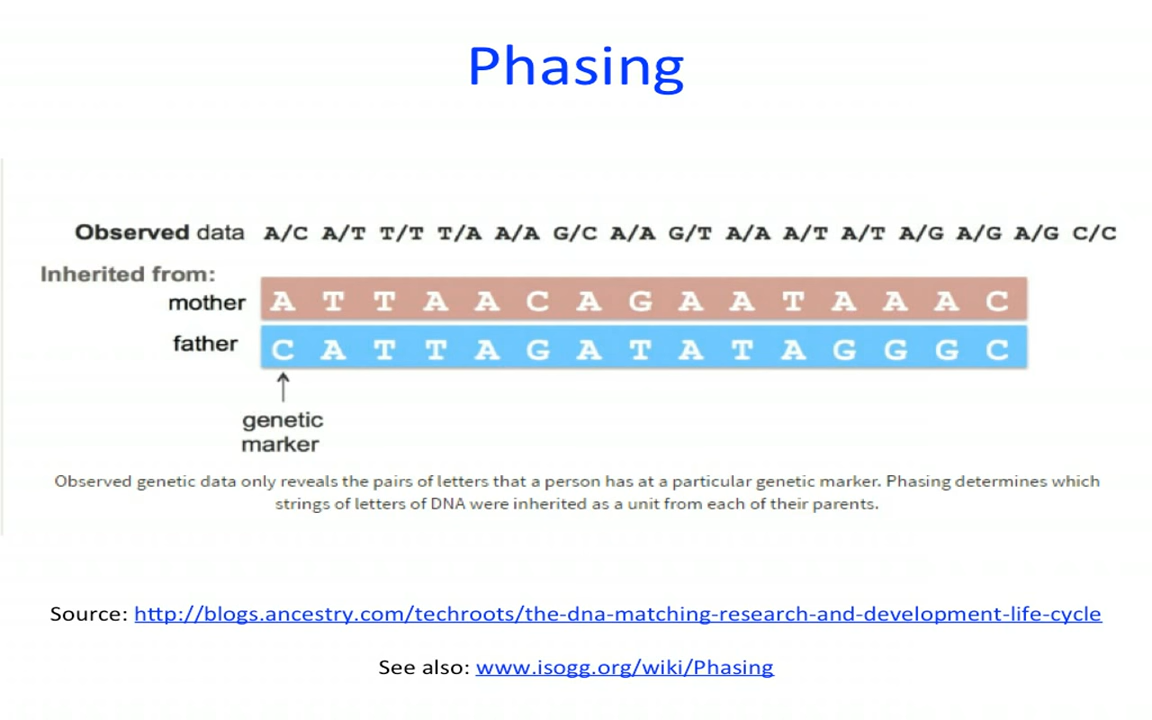 Phasing
Observed data A/C A/T T/T T/A A/A G/C A/A G/T A/A A/T A/T A/G A/G A/G C/C
Inherited from:
mother A T T A A C A G A A T A A A C
father C A T T A G A T A T A G G G C
genetic
marker
Observed genetic data only reveals the pairs of letters that a person has at a particular genetic marker. Phasing determines which
strings of letters of DNA were inherited as a unit from each of their parents.
Source: http://blogs.ancestry.com/techroots/the-dna-matching-research-and-development-life-cycle
See also: www.isogg.org/wiki/Phasing